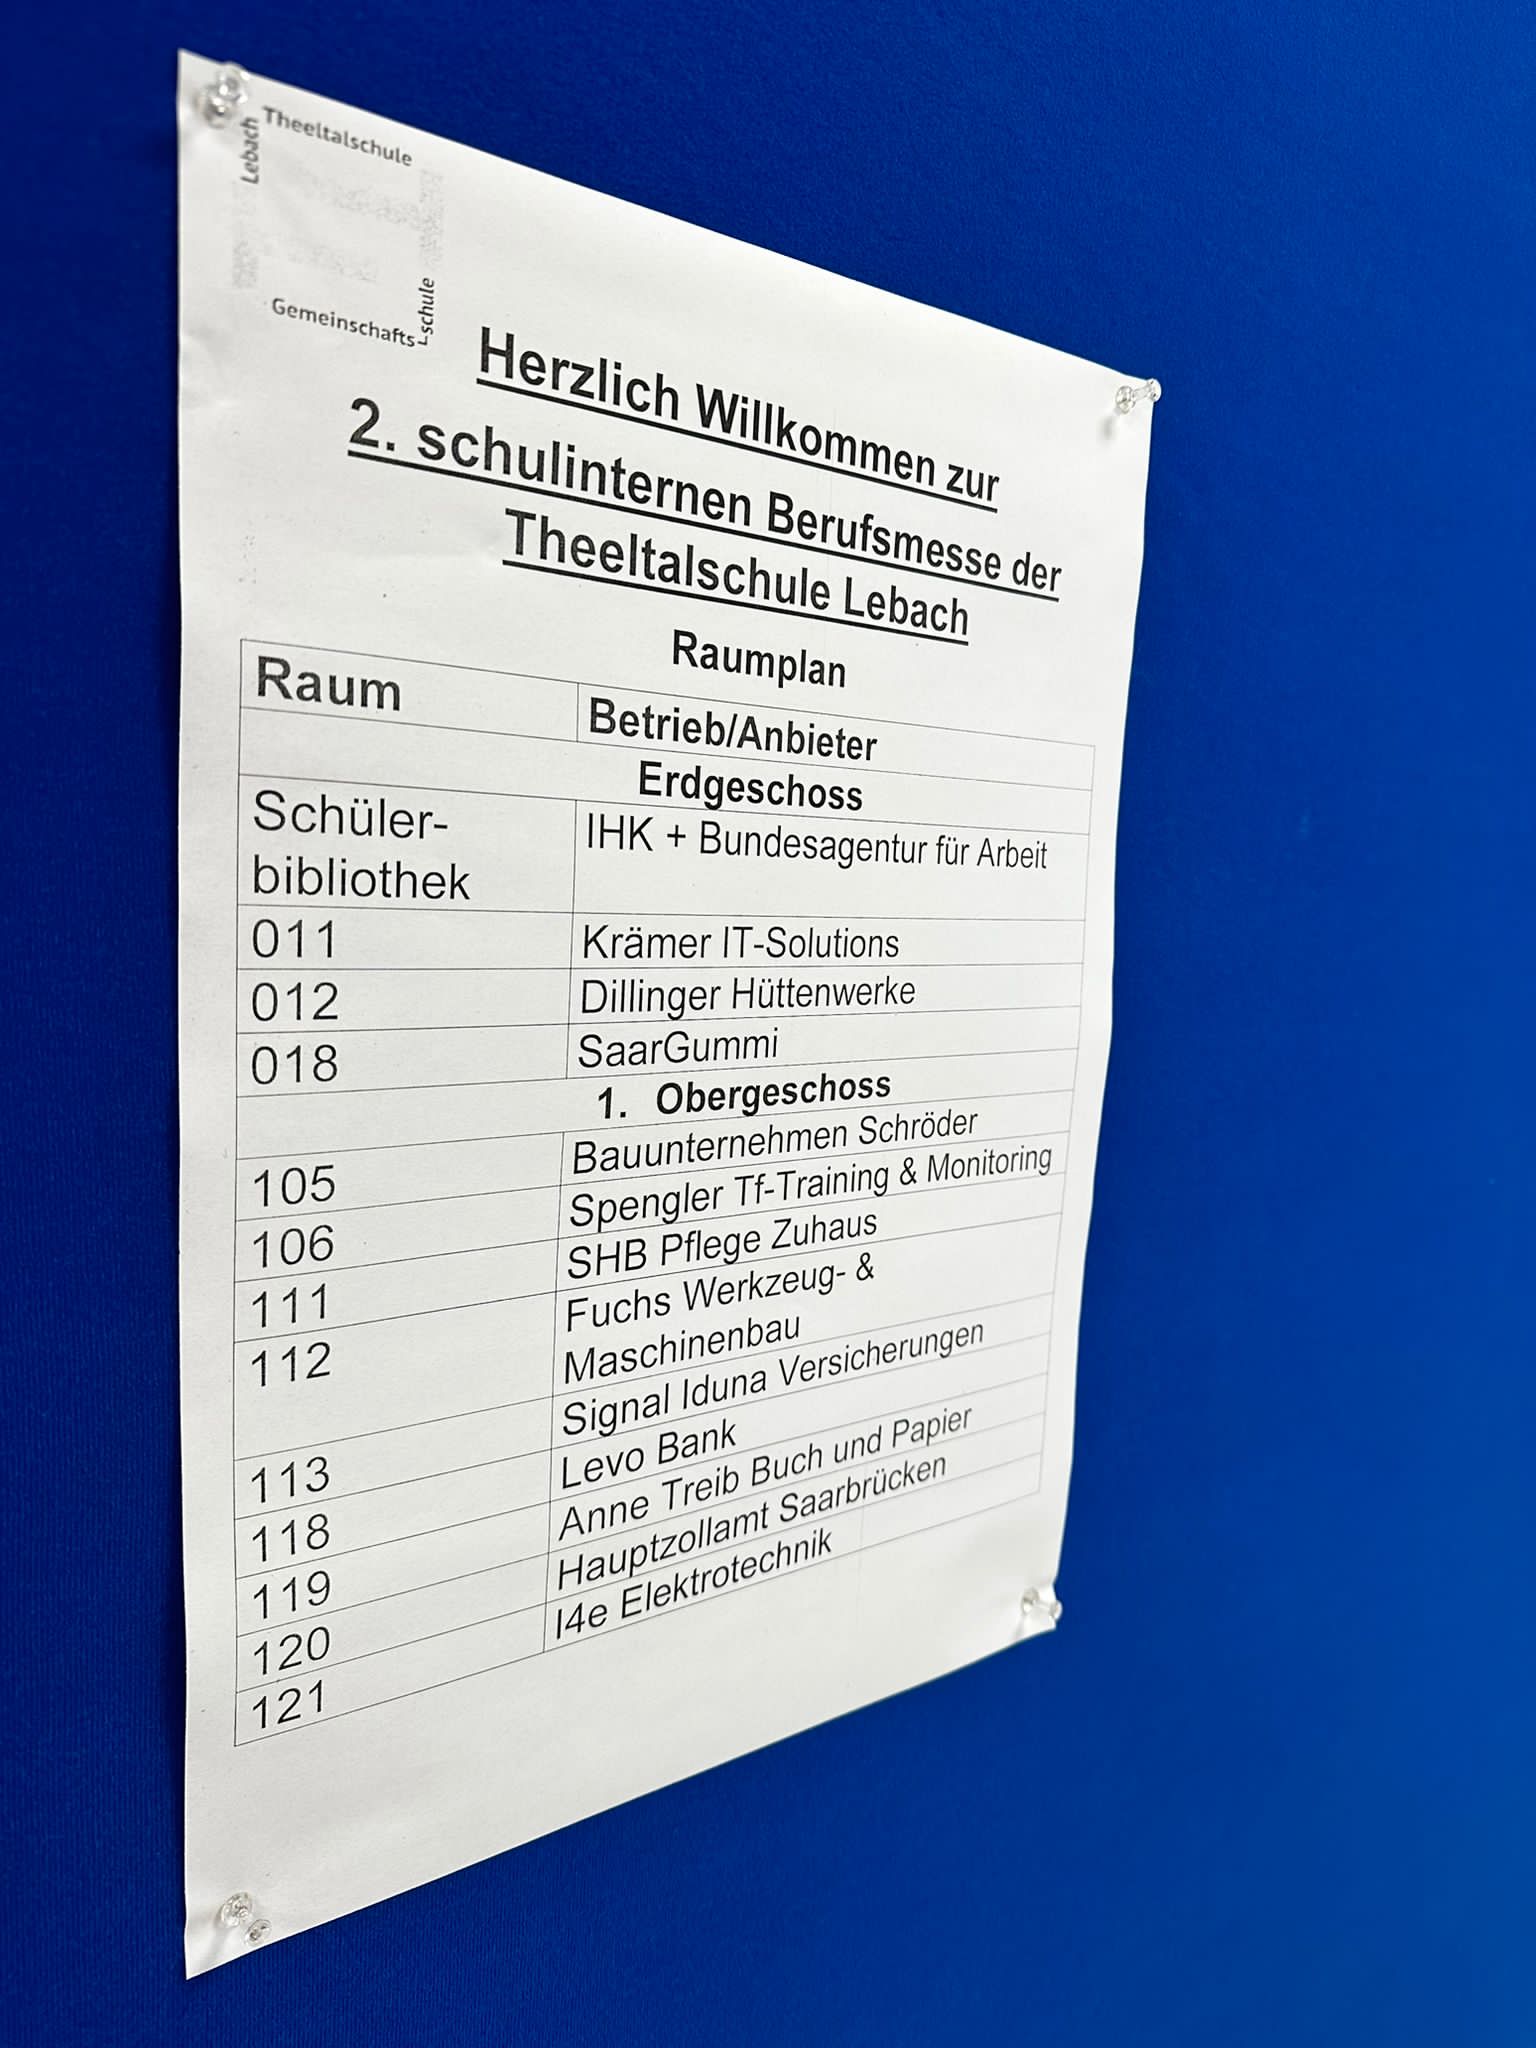 Theeltalschule
Lebach
Gemeinschafts-
schule
Herzlich Willkommen zur
2. schulinternen Berufsmesse der
Theeltalschule Lebach
Raumplan
Raum Betrieb/Anbieter
Erdgeschoss
Schüler- IHK + Bundesagentur für Arbeit
bibliothek
011 Krämer IT-Solutions
012 Dillinger Hüttenwerke
018 SaarGummi
1. Obergeschoss
105 Bauunternehmen Schröder
106 Spengler Tf-Training & Monitoring
111 SHB Pflege Zuhaus
112 Fuchs Werkzeug- &
Maschinenbau
113 Signal Iduna Versicherungen
118 Levo Bank
119 Anne Treib Buch und Papier
120 Hauptzollamt Saarbrücken
121 I4e Elektrotechnik